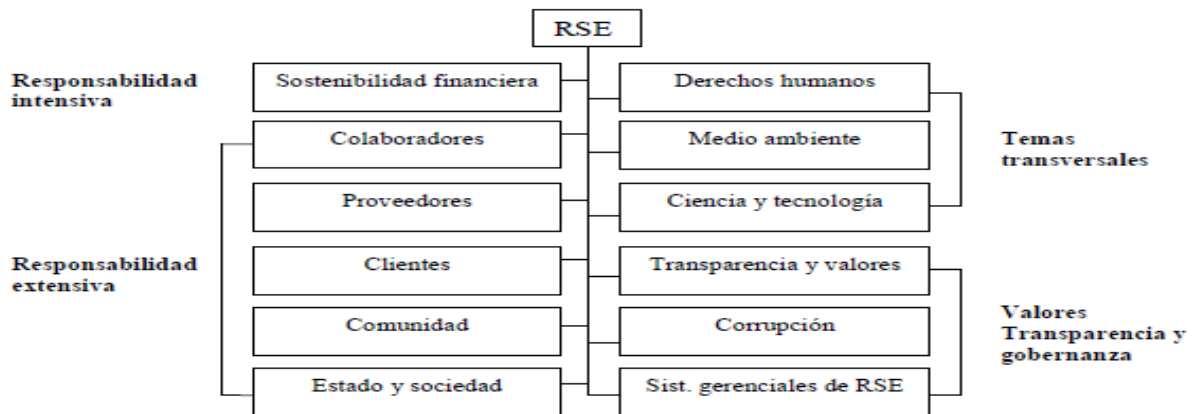 RSE
Responsabilidad
intensiva
Sostenibilidad financiera
Derechos humanos
Colaboradores
Medio ambiente
Temas
transversales
Proveedores
Ciencia y tecnología
Responsabilidad
extensiva
Clientes
Transparencia y valores
Comunidad
Corrupción
Valores
Transparencia y
gobernanza
Estado y sociedad
Sist. gerenciales de RSE